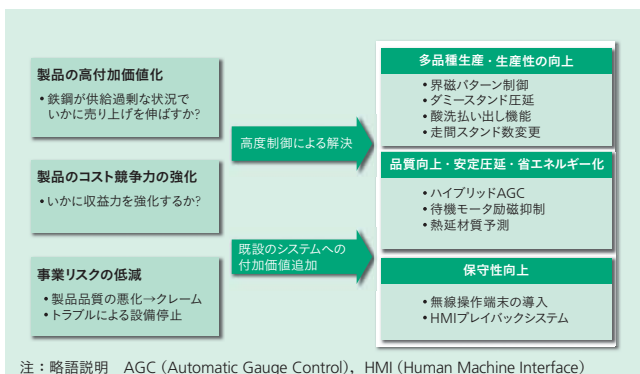 製品の高付加価値化
• 鉄鋼が供給過剰な状況で
いかに売り上げを伸ばすか?
製品のコスト競争力の強化
• いかに収益力を強化するか?
事業リスクの低減
• 製品品質の悪化→クレーム
• トラブルによる設備停止
高度制御による解決
既設のシステムへの
付加価値追加
多品種生産・生産性の向上
• 界磁パターン制御
• ダミースタンド圧延
• 酸洗払い出し機能
• 走間スタンド数変更
品質向上・安定圧延・省エネルギー化
• ハイブリッドAGC
• 待機モータ励磁抑制
• 熱延材質予測
保守性向上
• 無線操作端末の導入
• HMIプレイバックシステム
注：略語説明 AGC（Automatic Gauge Control），HMI（Human Machine Interface）